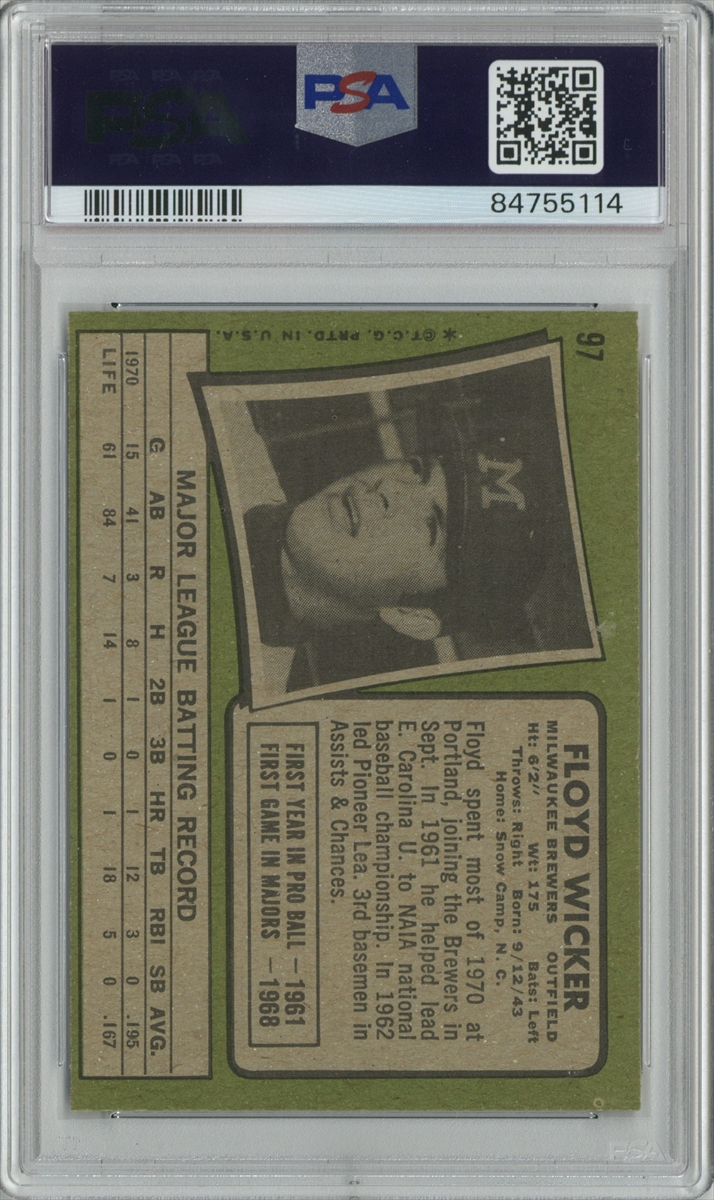 PSA
84755114
97
*©T.C.G. PRTD. IN U.S.A.
M
FLOYD WICKER
MILWAUKEE BREWERS OUTFIELD
Ht: 6'2" Wt: 175 Bats: Left
Throws: Right Born: 9/12/43
Home: Snow Camp, N. C.
Floyd spent most of 1970 at
Portland, joining the Brewers in
Sept. In 1961 he helped lead
E. Carolina U. to NAIA national
baseball championship. In 1962
led Pioneer Lea. 3rd basemen in
Assists & Chances.
FIRST YEAR IN PRO BALL —1961
FIRST GAME IN MAJORS —1968
MAJOR LEAGUE BATTING RECORD
G AB R H 2B 3B HR TB RBI SB AVG.
1970 15 41 3 8 1 0 1 12 3 0 .195
LIFE 61 84 7 14 1 0 1 18 5 0 .167
PSA